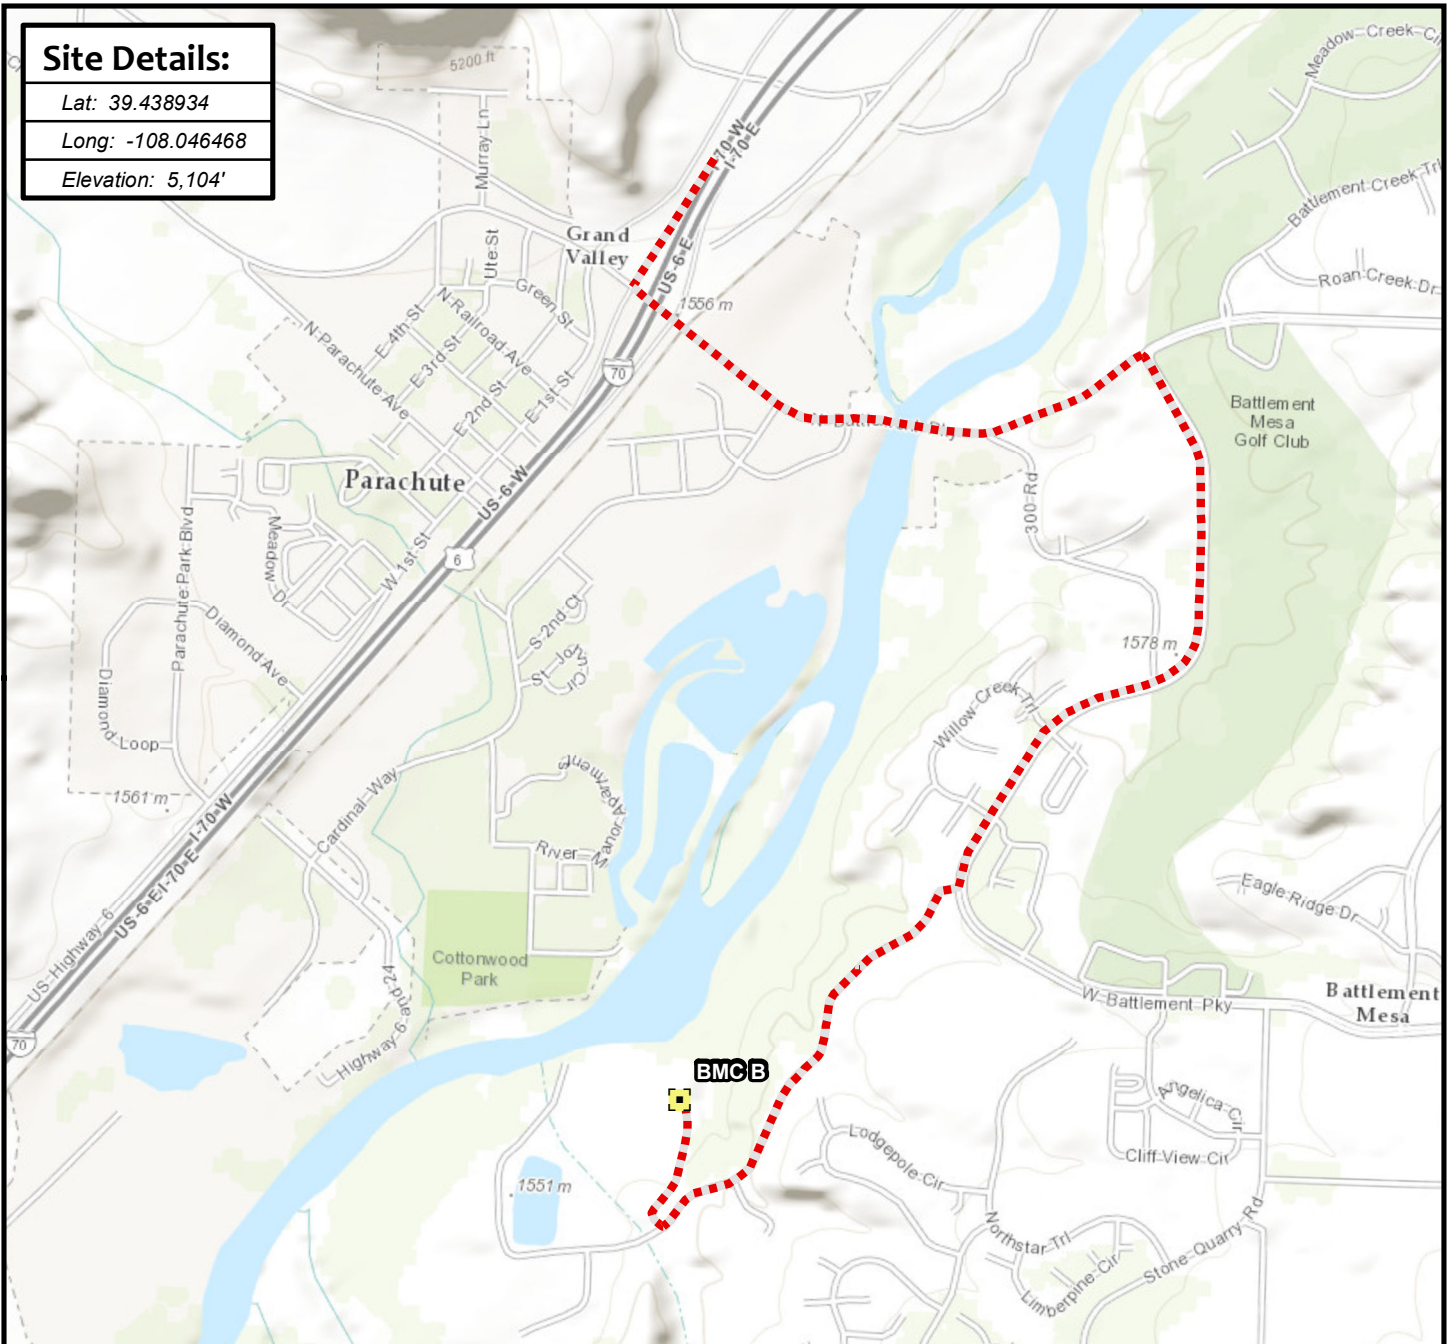 Site Details:
Lat: 39.438934
Long: -108.046468
Elevation: 5,104'
5200 ft
Murray Ln
Meadow Creek Cir
I-70 W
I-70 E
Battlement Creek Trl
Grand
Valley
Ute St
US-6 E
Roan Creek Dr
Green St
1556 m
N Railroad Ave
E 4th St
N Parachute Ave
E 3rd St
70
E 1st St
E 2nd St
Battlement
Mesa
Golf Club
Parachute
US-6 W
300 Rd
Parachute Park Blvd
Meadow Dr
W 1st St
6
Diamond Ave
S 2nd Ct
1578 m
St
Diamond Loop
Willow Creek Trl
1561 m
I-70 W
Cardinal Way
River Manor Apartments
US-6 E
I-70 E
Eagle Ridge Dr
US Highway 6
Cottonwood
Park
Highway 6 and 24
W Battlement Pky
Battlement
Mesa
70
BMC B
Angelica Cir
Lodgepole Cir
Cliff View Cir
1551 m
Northstar Trl
Limberpine Cir
Stone Quarry Rd